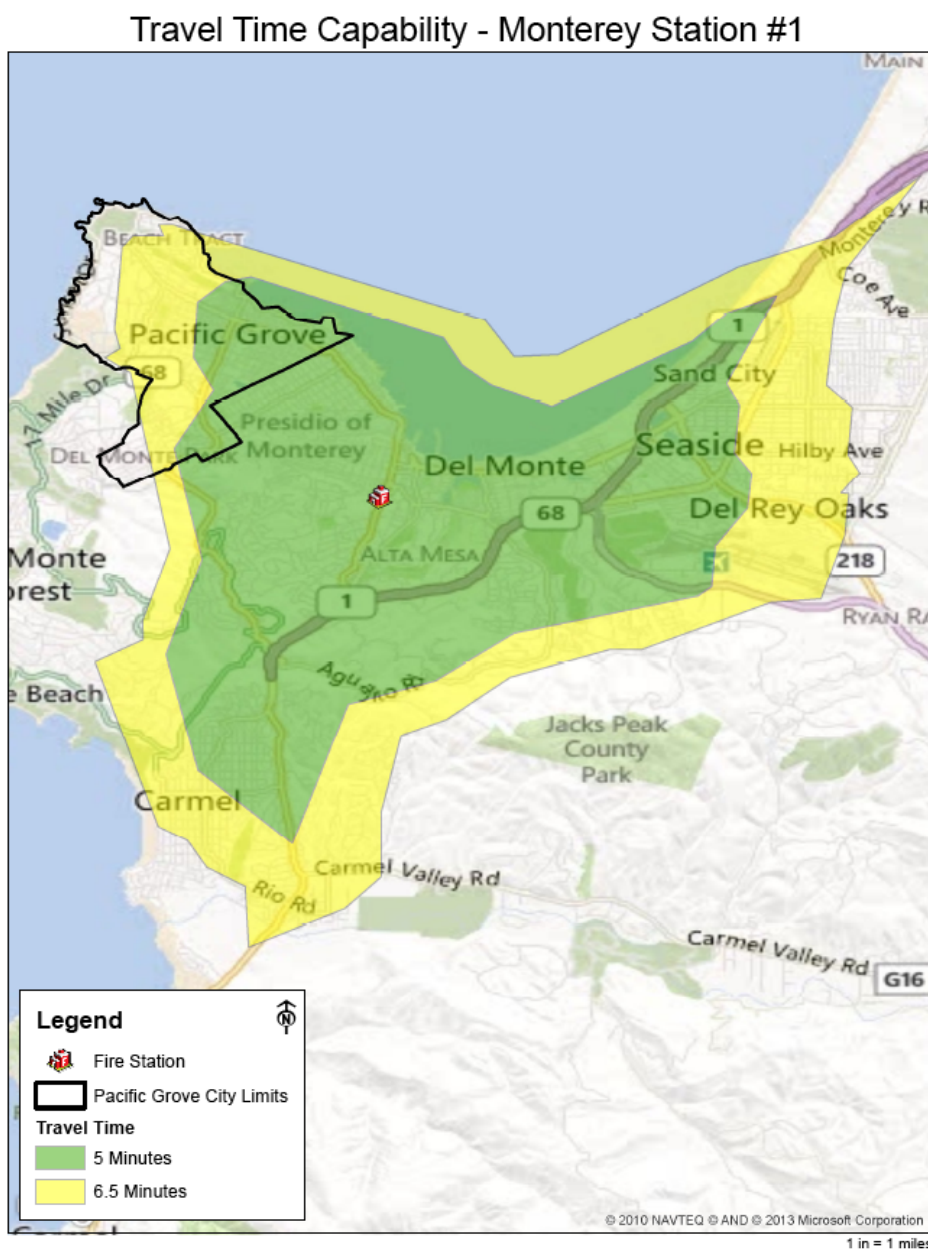 Travel Time Capability - Monterey Station #1
MAIN
BEACH TRACT
Monterey R
Coe Ave
Pacific Grove
1
68
Sand City
17 Mile Dr
Presidio of
Monterey
Seaside
Hilby Ave
DEL MONTE PARK
Del Monte
68
Del Rey Oaks
Monte
orest
ALTA MESA
218
1
RYAN RA
e Beach
Jacks Peak
County
Park
Carmel
Carmel Valley Rd
Rio Rd
Carmel Valley Rd
G16
Legend
N
Fire Station
Pacific Grove City Limits
Travel Time
5 Minutes
6.5 Minutes
© 2010 NAVTEQ © AND © 2013 Microsoft Corporation
1 in = 1 miles